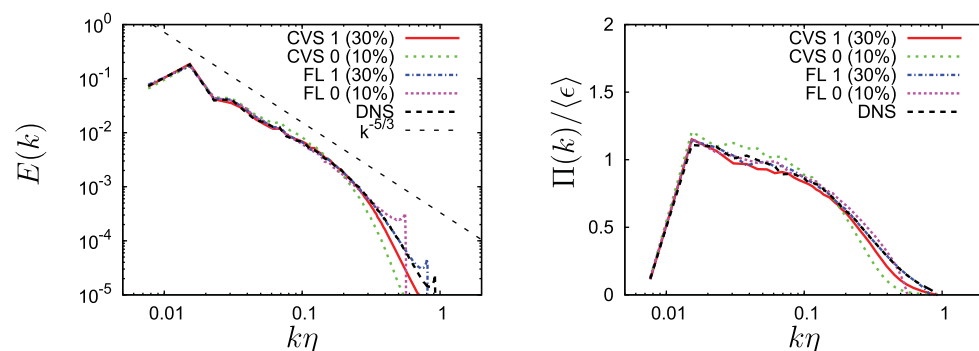 10⁰
10⁻¹
10⁻²
10⁻³
10⁻⁴
10⁻⁵
E(k)
CVS 1 (30%)
CVS 0 (10%)
FL 1 (30%)
FL 0 (10%)
DNS
k⁻⁵/³
0.01
0.1
1
kη
2
1.5
1
0.5
0
Π(k)/⟨ϵ⟩
CVS 1 (30%)
CVS 0 (10%)
FL 1 (30%)
FL 0 (10%)
DNS
0.01
0.1
1
kη